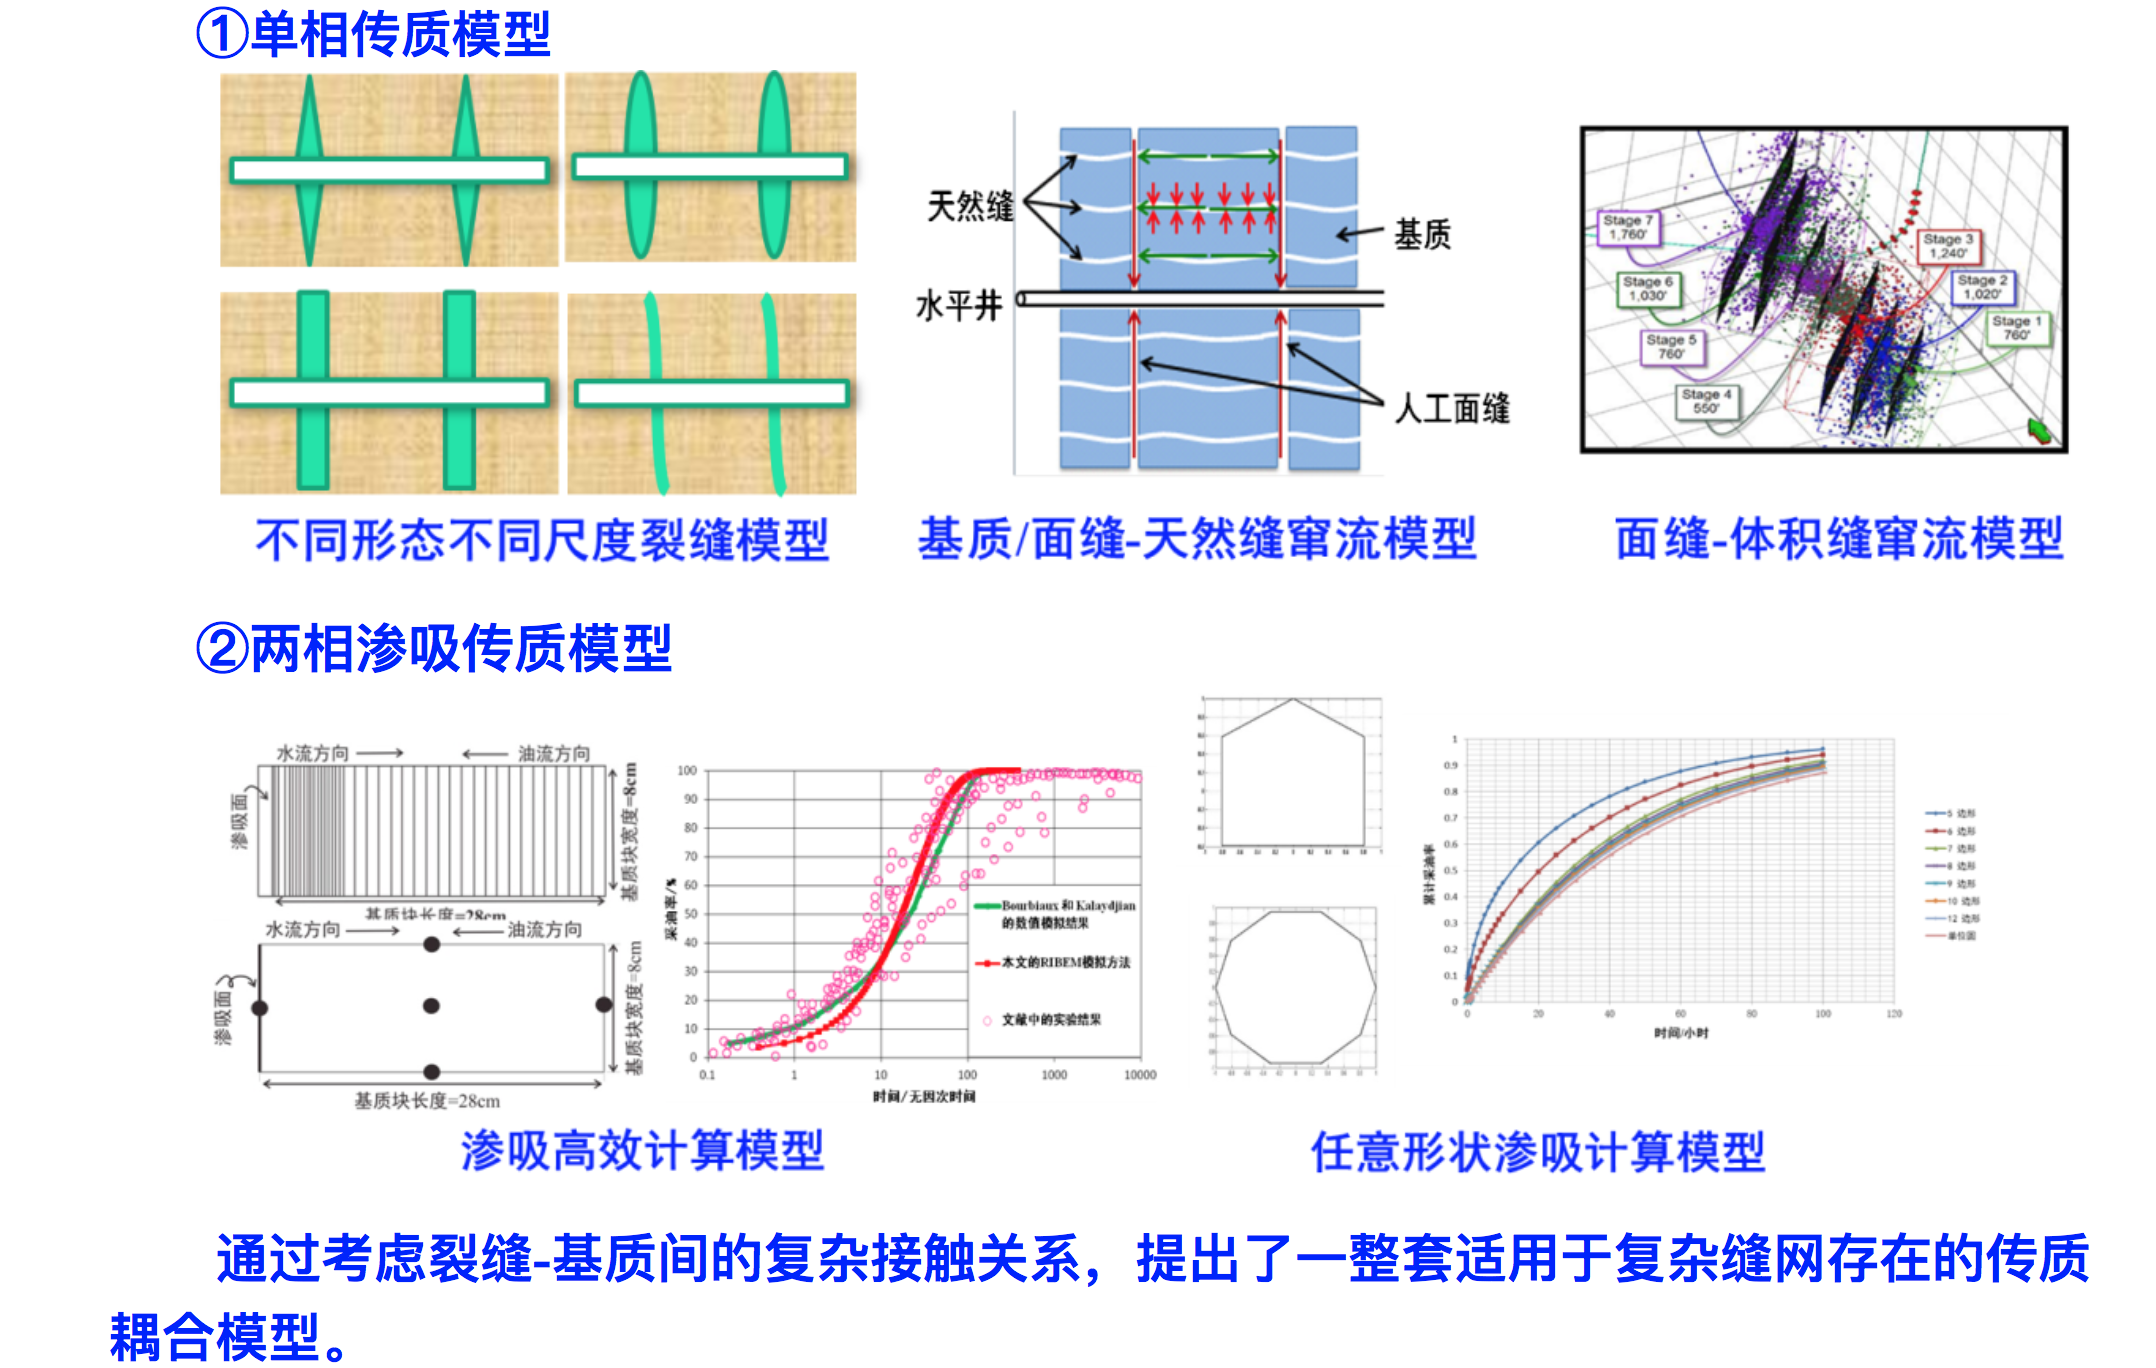 ①单相传质模型
天然缝
基质
水平井
人工面缝
Stage 7
1,760'
Stage 6
1,030'
Stage 5
760'
Stage 4
550'
Stage 3
1,240'
Stage 2
1,020'
Stage 1
760'
不同形态不同尺度裂缝模型
基质/面缝-天然缝窜流模型
面缝-体积缝窜流模型
②两相渗吸传质模型
水流方向
油流方向
渗吸面
基质块宽度=8cm
基质块长度=28cm
水流方向
油流方向
渗吸面
基质块宽度=8cm
基质块长度=28cm
采油率/%
100
90
80
70
60
50
40
30
20
10
0
0.1
1
10
100
1000
10000
时间/无因次时间
Bourbiaux 和 Kalaydjian
的数值模拟结果
本文的RIBEM模拟方法
文献中的实验结果
累计采油率
1
0.9
0.8
0.7
0.6
0.5
0.4
0.3
0.2
0.1
0
0
20
40
60
80
100
120
时间/小时
5 边形
6 边形
7 边形
8 边形
9 边形
10 边形
12 边形
单位圆
渗吸高效计算模型
任意形状渗吸计算模型
通过考虑裂缝-基质间的复杂接触关系，提出了一整套适用于复杂缝网存在的传质
耦合模型。